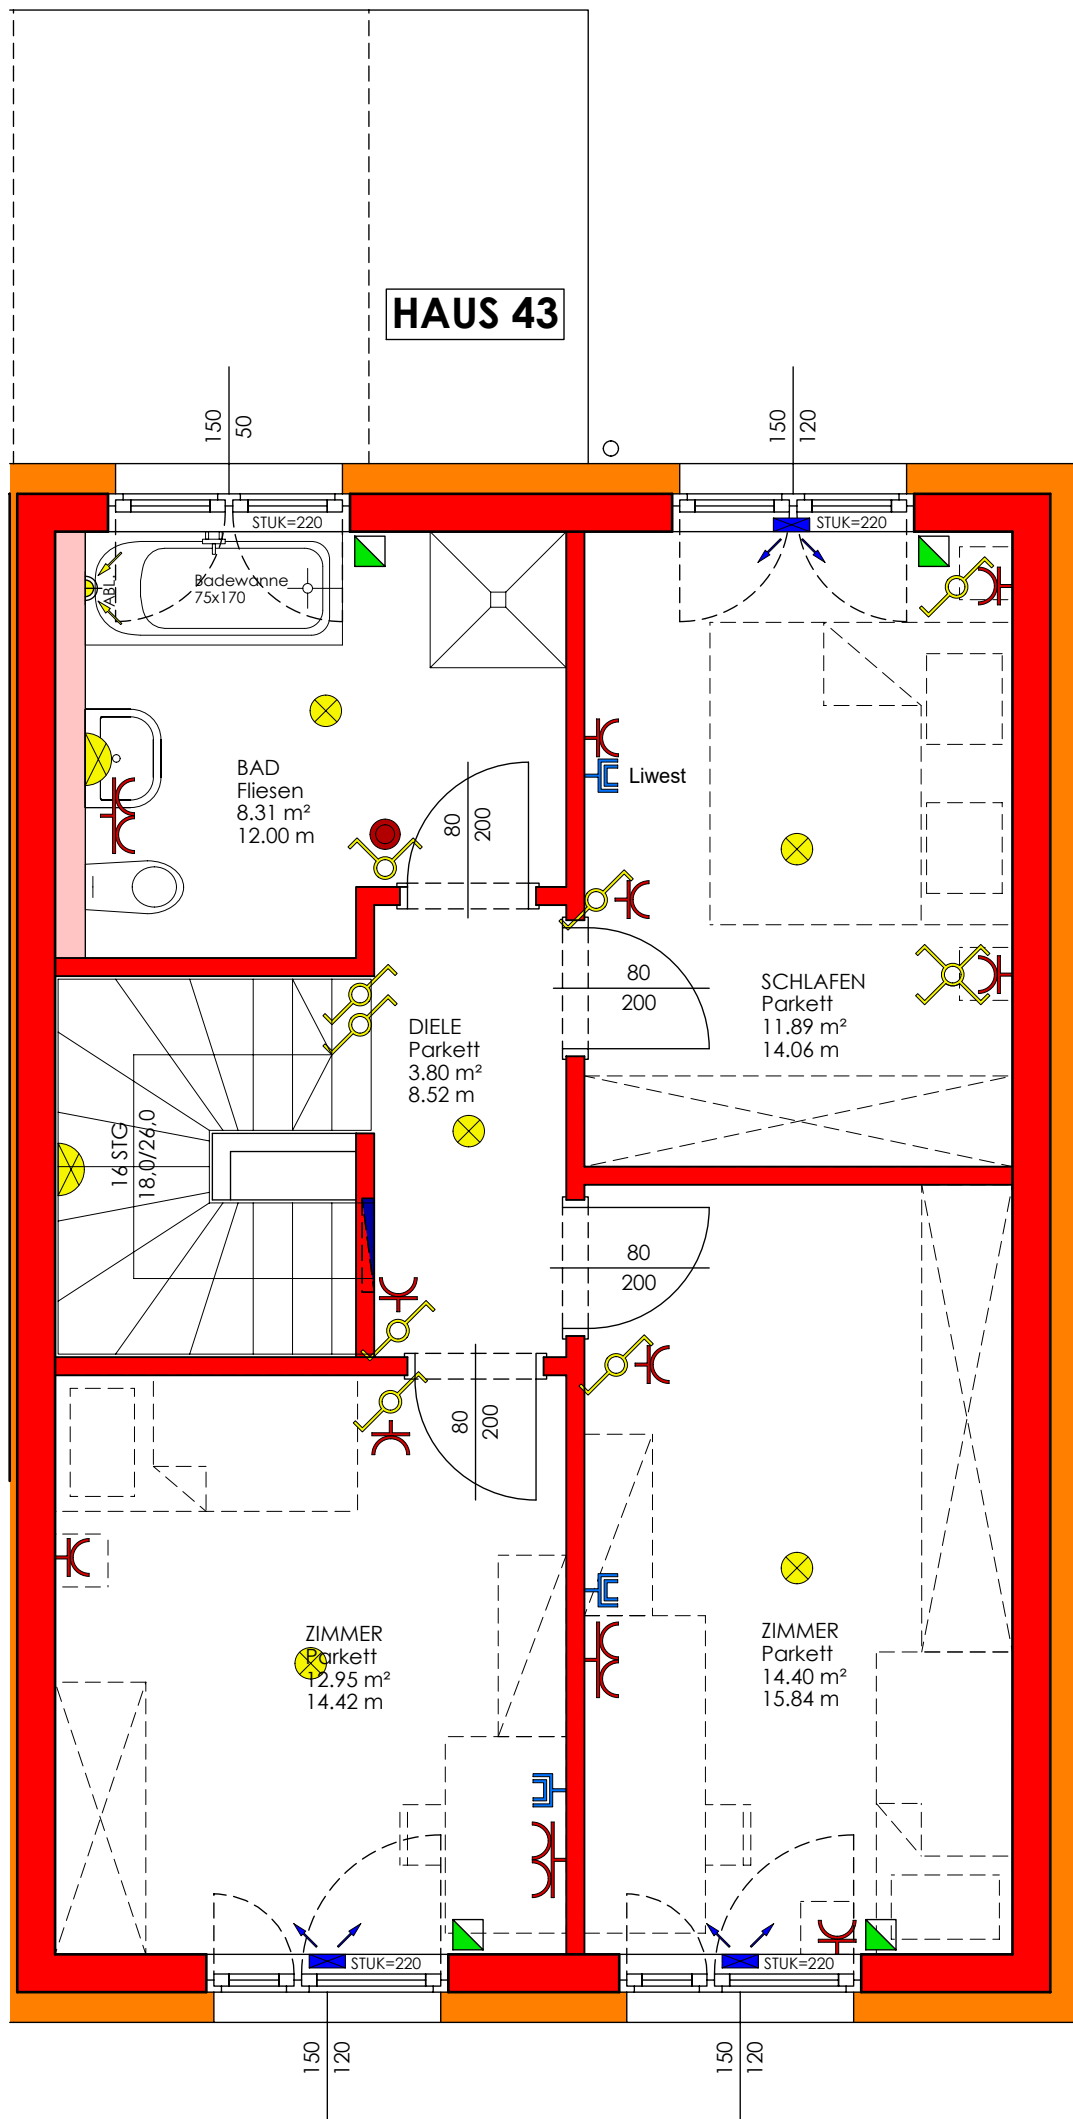 HAUS 43
150
50
150
120
STUK=220
STUK=220
ABL
Badewanne
75x170
BAD
Fliesen
8.31 m²
12.00 m
80
200
Liwest
80
200
SCHLAFEN
Parkett
11.89 m²
14.06 m
DIELE
Parkett
3.80 m²
8.52 m
16 STG
18,0/26,0
80
200
80
200
ZIMMER
Parkett
12.95 m²
14.42 m
ZIMMER
Parkett
14.40 m²
15.84 m
STUK=220
STUK=220
150
120
150
120